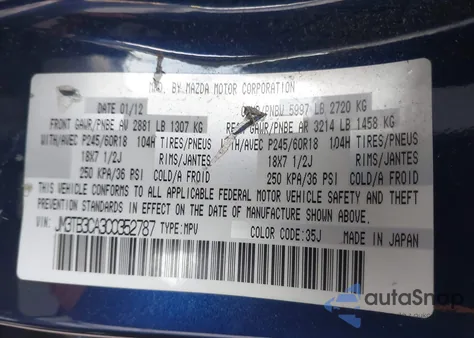 MFD. BY MAZDA MOTOR CORPORATION
DATE 01/12 GVWR/PNBV 5997 LB 2720 KG
FRONT GAWR/PNBE AV 2881 LB 1307 KG REAR GAWR/PNBE AR 3214 LB 1458 KG
WITH/AVEC P245/60R18 104H TIRES/PNEUS WITH/AVEC P245/60R18 104H TIRES/PNEUS
18X7 1/2J RIMS/JANTES 18X7 1/2J RIMS/JANTES
250 KPA/36 PSI COLD/A FROID 250 KPA/36 PSI COLD/A FROID
THIS VEHICLE CONFORMS TO ALL APPLICABLE FEDERAL MOTOR VEHICLE SAFETY AND THEFT
PREVENTION STANDARDS IN EFFECT ON THE DATE OF MANUFACTURE SHOWN ABOVE.
VIN: JM3TB3CA3C0352787 TYPE:MPV COLOR CODE:35J MADE IN JAPAN
autaSnap